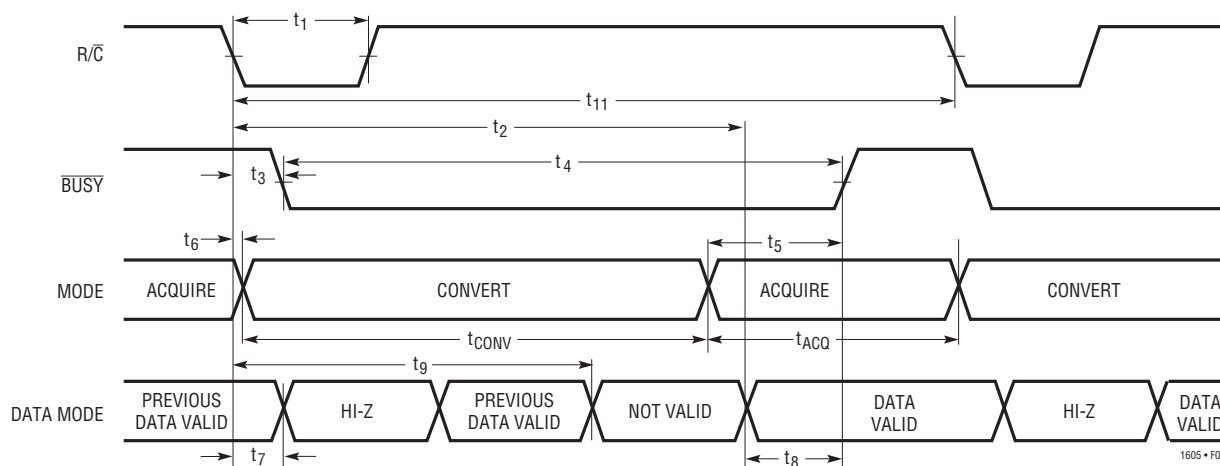 t1
R/C̅
t11
t2
t4
B̅U̅S̅Y̅
t3
t6
t5
MODE
ACQUIRE
CONVERT
ACQUIRE
CONVERT
tCONV
tACQ
t9
DATA MODE
PREVIOUS
DATA VALID
HI-Z
PREVIOUS
DATA VALID
NOT VALID
DATA
VALID
HI-Z
DATA
VALID
t7
t8
1605 • F0